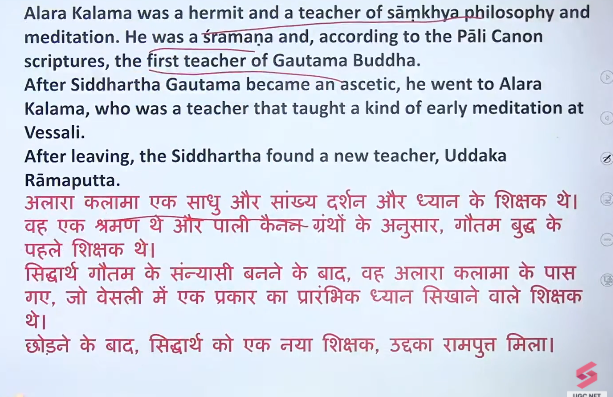 Alara Kalama was a hermit and a teacher of sāṃkhya philosophy and
meditation. He was a śramaṇa and, according to the Pāli Canon
scriptures, the first teacher of Gautama Buddha.
After Siddhartha Gautama became an ascetic, he went to Alara
Kalama, who was a teacher that taught a kind of early meditation at
Vessali.
After leaving, the Siddhartha found a new teacher, Uddaka
Rāmaputta.
अलारा कलामा एक साधु और सांख्य दर्शन और ध्यान के शिक्षक थे।
वह एक श्रमण थे और पाली कैनन ग्रंथों के अनुसार, गौतम बुद्ध के
पहले शिक्षक थे।
सिद्धार्थ गौतम के संन्यासी बनने के बाद, वह अलारा कलामा के पास
गए, जो वेसली में एक प्रकार का प्रारंभिक ध्यान सिखाने वाले शिक्षक
थे।
छोड़ने के बाद, सिद्धार्थ को एक नया शिक्षक, उद्दका रामपुत्त मिला।
UGC NET